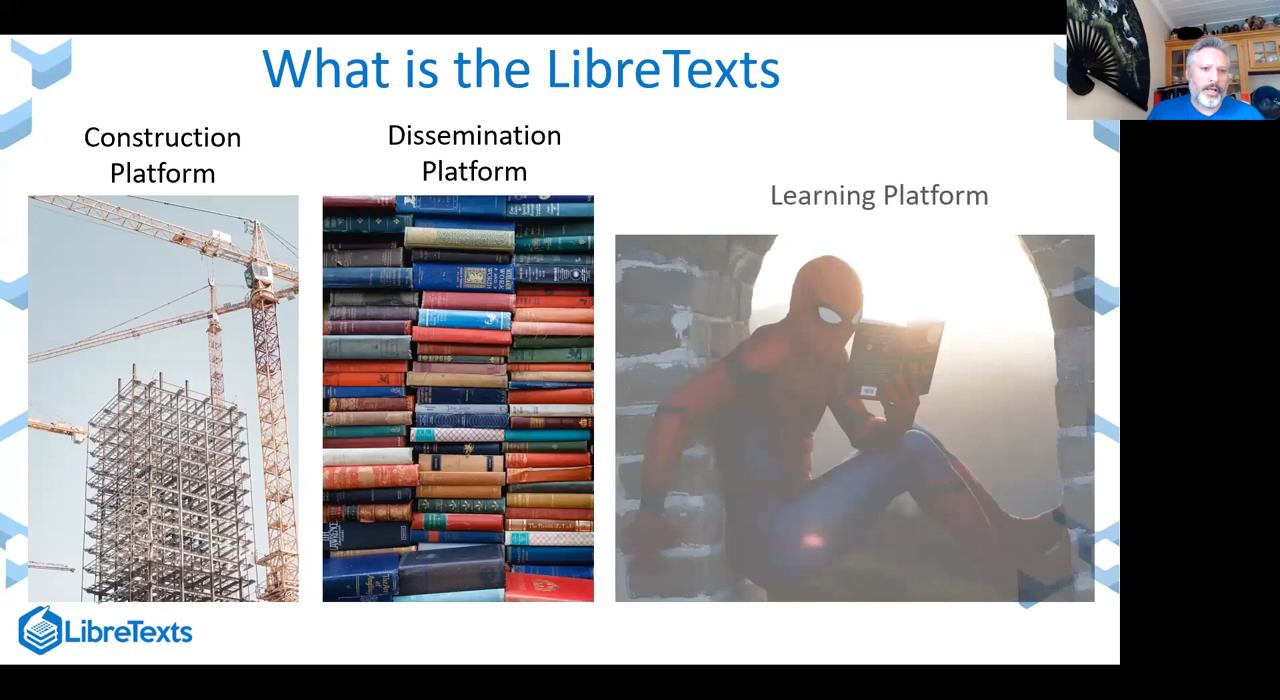 What is the LibreTexts
Construction
Platform
Dissemination
Platform
Learning Platform
LibreTexts